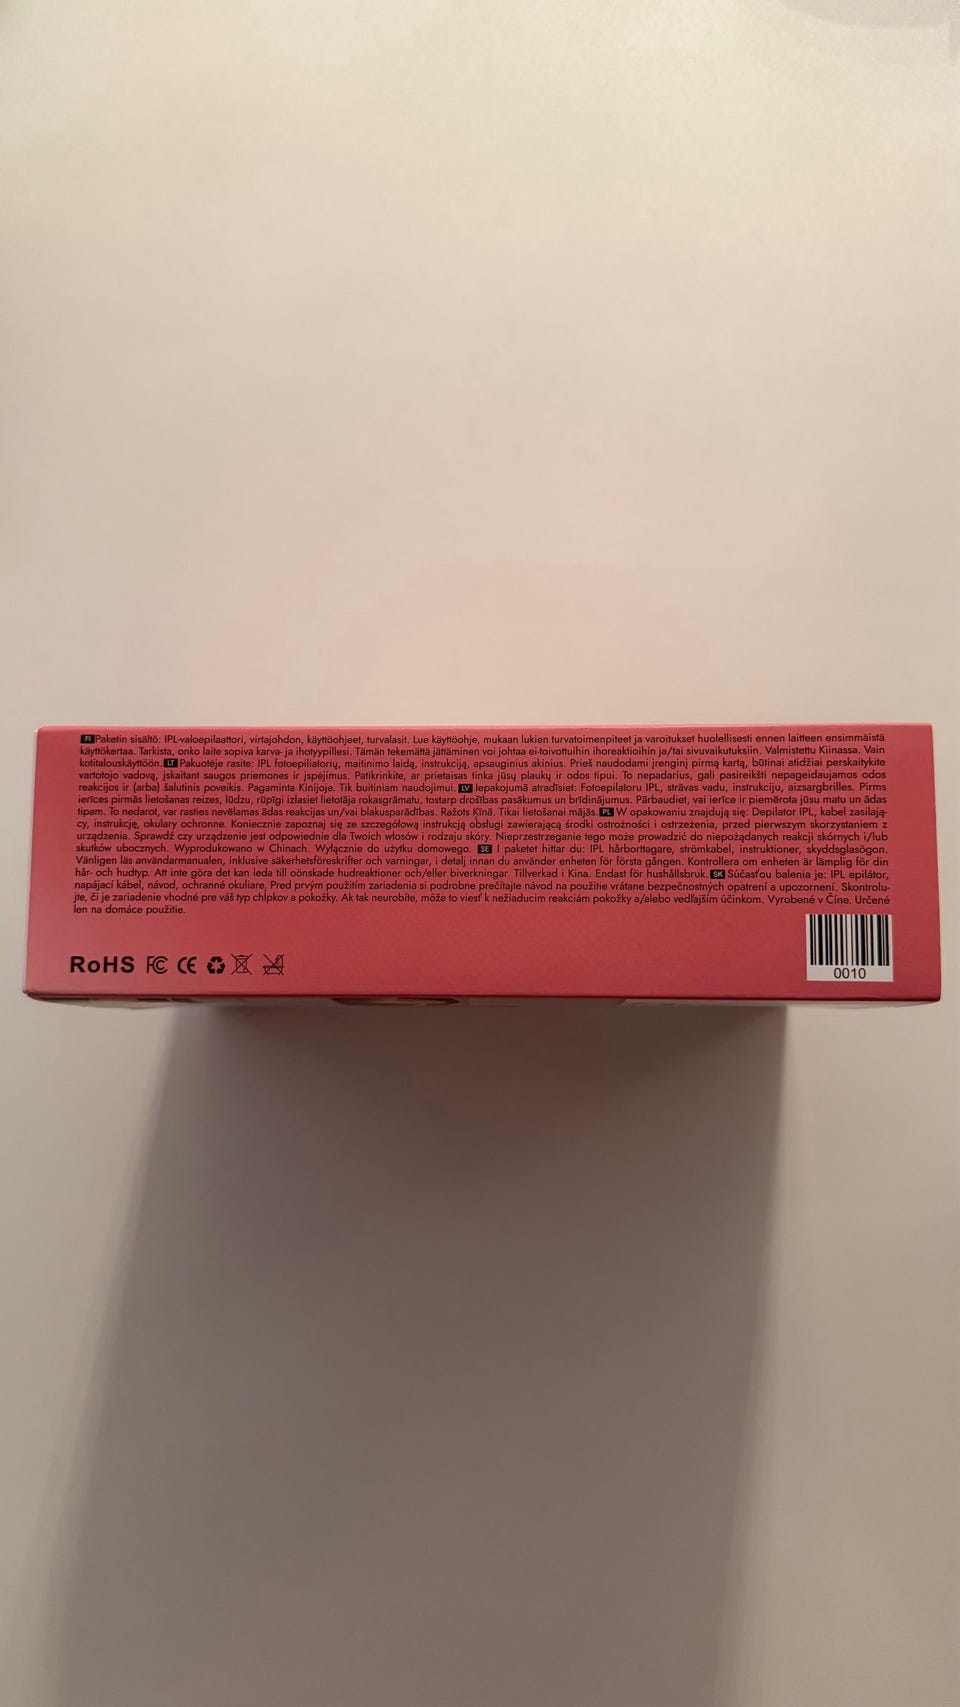 FI Paketin sisältö: IPL-valoepilaattori, virtajohdon, käyttöohjeet, turvalasit. Lue käyttöohje, mukaan lukien turvatoimenpiteet ja varoitukset huolellisesti ennen laitteen ensimmäistä
käyttökertaa. Tarkista, onko laite sopiva karva- ja ihotyypillesi. Tämän tekemättä jättäminen voi johtaa ei-toivottuihin ihoreaktioihin ja/tai sivuvaikutuksiin. Valmistettu Kiinassa. Vain
kotitalouskäyttöön. LT Pakuotėje rasite: IPL fotoepiliatorių, maitinimo laidą, instrukciją, apsauginius akinius. Prieš naudodami įrenginį pirmą kartą, būtinai atidžiai perskaitykite
vartotojo vadovą, įskaitant saugos priemones ir įspėjimus. Patikrinkite, ar prietaisas tinka jūsų plaukų ir odos tipui. To nepadarius, gali pasireikšti nepageidaujamos odos
reakcijos ir (arba) šalutinis poveikis. Pagaminta Kinijoje. Tik buitiniam naudojimui. LV Iepakojumā atradīsiet: Fotoepilatoru IPL, strāvas vadu, instrukciju, aizsargbrilles. Pirms
ierīces pirmās lietošanas reizes, lūdzu, rūpīgi izlasiet lietotāja rokasgrāmatu, tostarp drošības pasākumus un brīdinājumus. Pārbaudiet, vai ierīce ir piemērota jūsu matu un ādas
tipam. To nedarot, var rasties nevēlamas ādas reakcijas un/vai blakusparādības. Ražots Ķīnā. Tikai lietošanai mājās. PL W opakowaniu znajdują się: Depilator IPL, kabel zasilają-
cy, instrukcję, okulary ochronne. Koniecznie zapoznaj się ze szczegółową instrukcją obsługi zawierającą środki ostrożności i ostrzeżenia, przed pierwszym skorzystaniem z
urządzenia. Sprawdź czy urządzenie jest odpowiednie dla Twoich włosów i rodzaju skóry. Nieprzestrzeganie tego może prowadzić do niepożądanych reakcji skórnych i/lub
skutków ubocznych. Wyprodukowano w Chinach. Wyłącznie do użytku domowego. SE I paketet hittar du: IPL hårborttagare, strömkabel, instruktioner, skyddsglasögon.
Vänligen läs användarmanualen, inklusive säkerhetsföreskrifter och varningar, i detalj innan du använder enheten för första gången. Kontrollera om enheten är lämplig för din
hår- och hudtyp. Att inte göra det kan leda till oönskade hudreaktioner och/eller biverkningar. Tillverkad i Kina. Endast för hushållsbruk. SK Súčasťou balenia je: IPL epilátor,
napájací kábel, návod, ochranné okuliare. Pred prvým použitím zariadenia si podrobne prečítajte návod na použitie vrátane bezpečnostných opatrení a upozornení. Skontrolu-
jte, či je zariadenie vhodné pre váš typ chĺpkov a pokožky. Ak tak neurobíte, môže to viesť k nežiaducim reakciám pokožky a/alebo vedľajším účinkom. Vyrobené v Číne. Určené
len na domáce použitie.
RoHS FC CE
0010